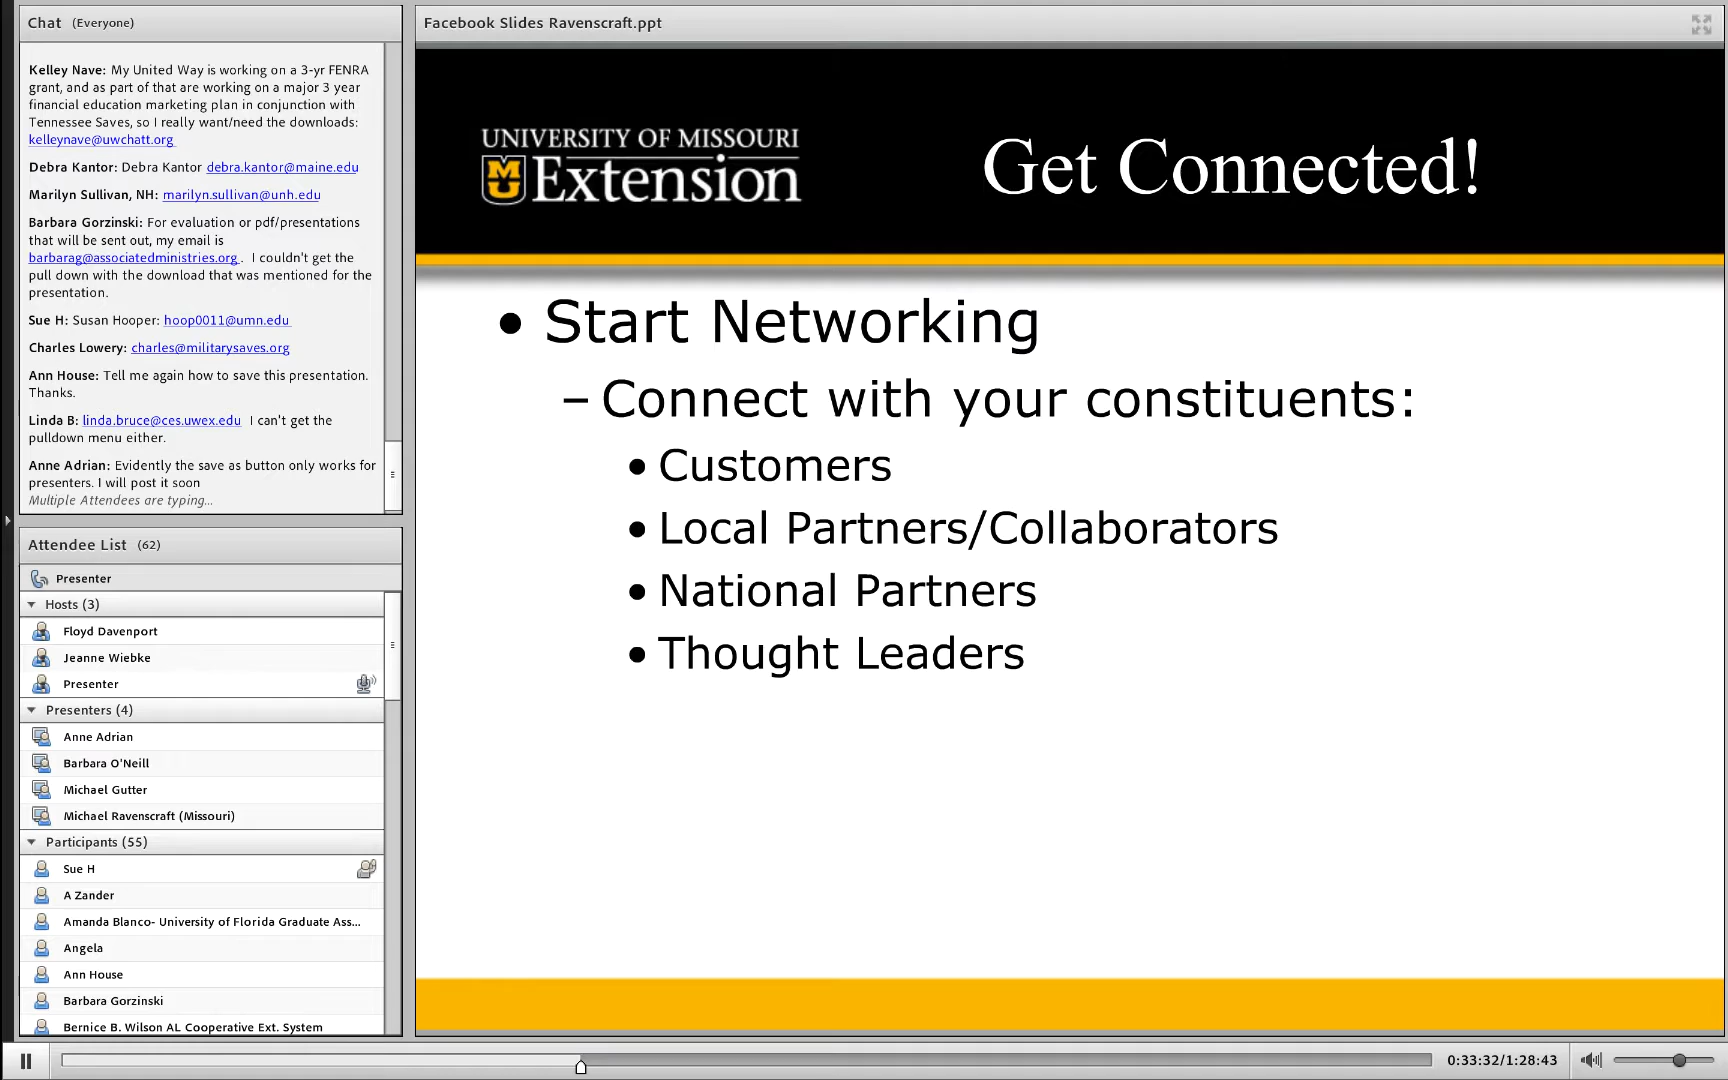 Chat (Everyone)
Kelley Nave: My United Way is working on a 3-yr FENRA
grant, and as part of that are working on a major 3 year
financial education marketing plan in conjunction with
Tennessee Saves, so I really want/need the downloads:
kelleynave@uwchatt.org
Debra Kantor: Debra Kantor debra.kantor@maine.edu
Marilyn Sullivan, NH: marilyn.sullivan@unh.edu
Barbara Gorzinski: For evaluation or pdf/presentations
that will be sent out, my email is
barbarag@associatedministries.org . I couldn't get the
pull down with the download that was mentioned for the
presentation.
Sue H: Susan Hooper: hoop0011@umn.edu
Charles Lowery: charles@militarysaves.org
Ann House: Tell me again how to save this presentation.
Thanks.
Linda B: linda.bruce@ces.uwex.edu I can't get the
pulldown menu either.
Anne Adrian: Evidently the save as button only works for
presenters. I will post it soon
Multiple Attendees are typing...
Attendee List (62)
Presenter
Hosts (3)
Floyd Davenport
Jeanne Wiebke
Presenter
Presenters (4)
Anne Adrian
Barbara O'Neill
Michael Gutter
Michael Ravenscraft (Missouri)
Participants (55)
Sue H
A Zander
Amanda Blanco- University of Florida Graduate Ass...
Angela
Ann House
Barbara Gorzinski
Bernice B. Wilson AL Cooperative Ext. System
Facebook Slides Ravenscraft.ppt
UNIVERSITY OF MISSOURI
MU Extension
Get Connected!
• Start Networking
– Connect with your constituents:
• Customers
• Local Partners/Collaborators
• National Partners
• Thought Leaders
0:33:32/1:28:43